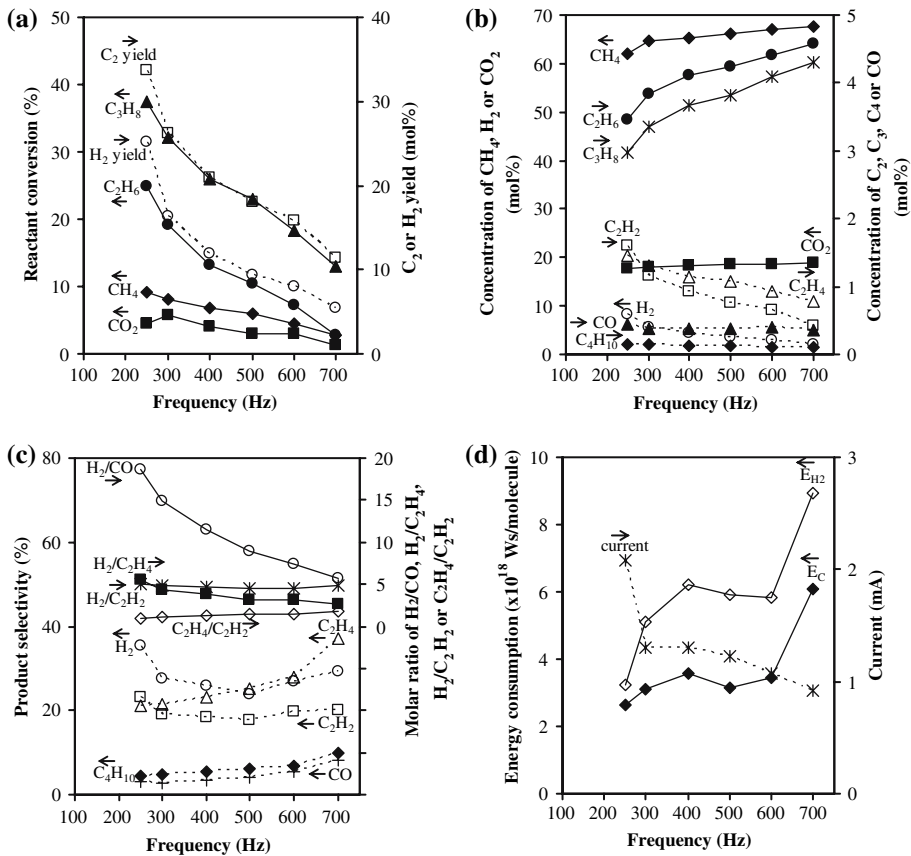 (a)
50
40
30
20
10
0
Reactant conversion (%)
40
30
20
10
0
C₂ or H₂ yield (mol%)
C₂ yield
C₃H₈
H₂ yield
C₂H₆
CH₄
CO₂
100 200 300 400 500 600 700
Frequency (Hz)
(b)
70
60
50
40
30
20
10
0
Concentration of CH₄, H₂ or CO₂
(mol%)
5
4
3
2
1
0
Concentration of C₂, C₃, C₄ or CO
(mol%)
CH₄
C₂H₆
C₃H₈
C₂H₂
CO₂
C₂H₄
H₂
CO
C₄H₁₀
100 200 300 400 500 600 700
Frequency (Hz)
(c)
80
60
40
20
0
Product selectivity (%)
20
15
10
5
0
Molar ratio of H₂/CO, H₂/C₂H₄,
H₂/C₂H₂, or C₂H₄/C₂H₂
H₂/CO
H₂/C₂H₄
H₂/C₂H₂
C₂H₄/C₂H₂
C₂H₄
H₂
C₂H₂
C₄H₁₀
CO
100 200 300 400 500 600 700
Frequency (Hz)
(d)
10
8
6
4
2
0
Energy consumption (x10¹⁸ Ws/molecule)
3
2
1
0
Current (mA)
E_H2
current
E_C
100 200 300 400 500 600 700
Frequency (Hz)